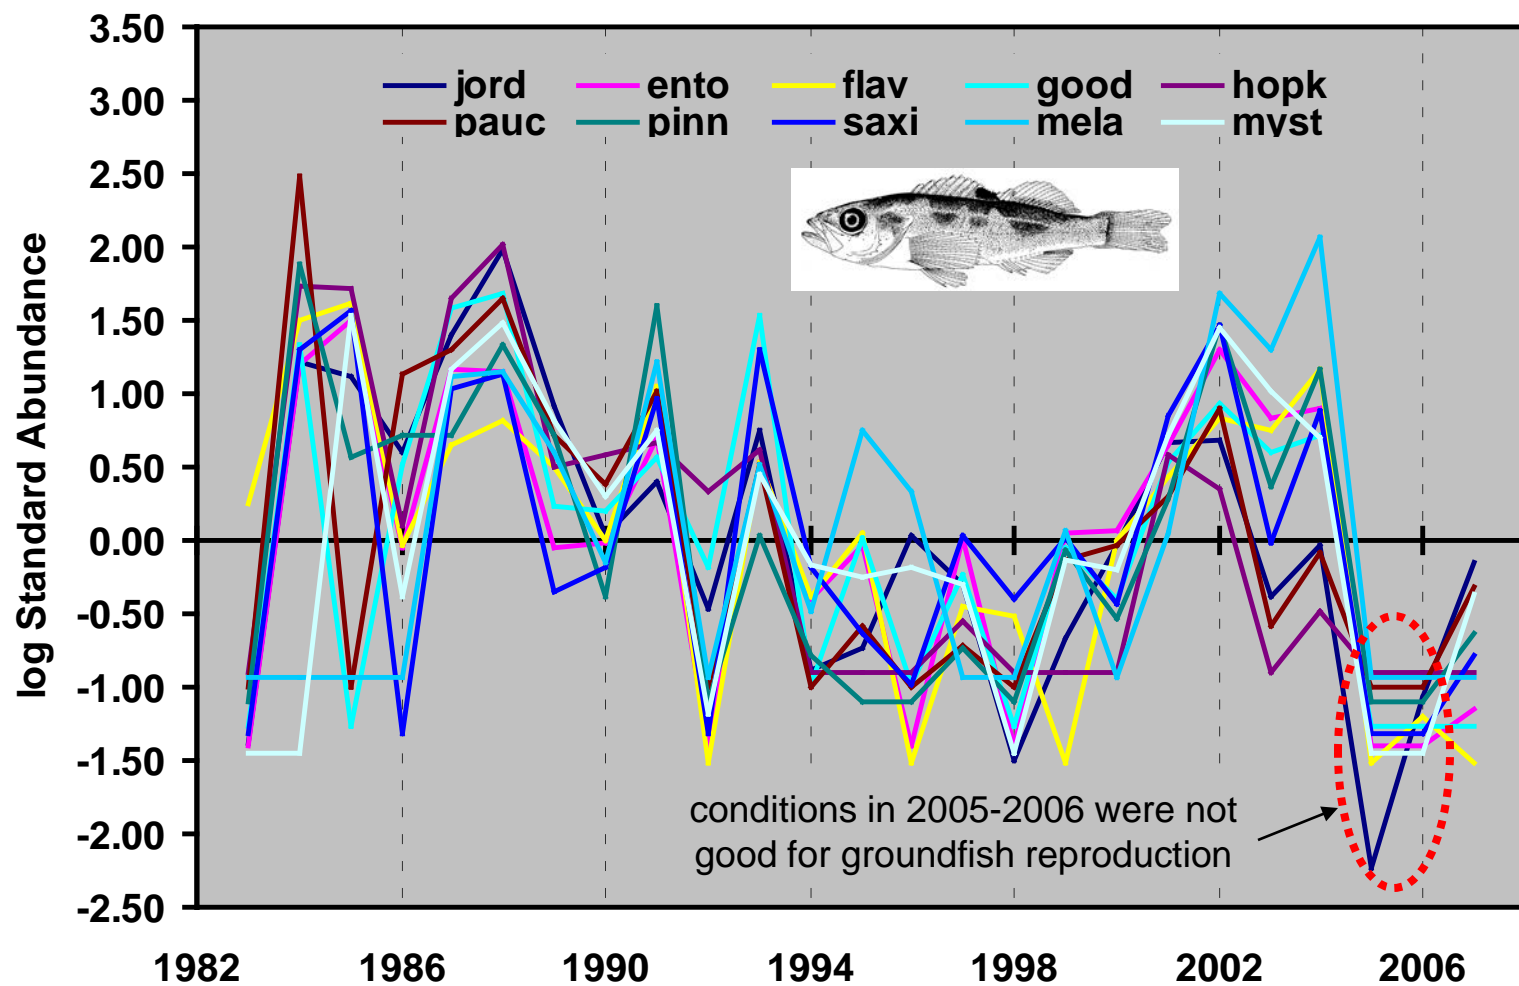 3.50
3.00
2.50
2.00
1.50
1.00
0.50
0.00
-0.50
-1.00
-1.50
-2.00
-2.50
log Standard Abundance
jord ento flav good hopk
pauc pinn saxi mela myst
conditions in 2005-2006 were not
good for groundfish reproduction
1982 1986 1990 1994 1998 2002 2006